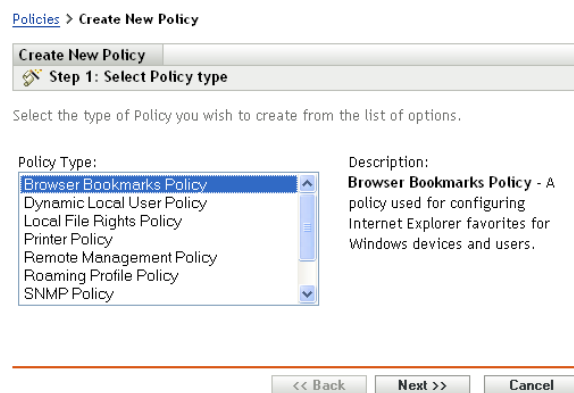 Policies > Create New Policy
Create New Policy
Step 1: Select Policy type
Select the type of Policy you wish to create from the list of options.
Policy Type:
Browser Bookmarks Policy
Dynamic Local User Policy
Local File Rights Policy
Printer Policy
Remote Management Policy
Roaming Profile Policy
SNMP Policy
Description:
Browser Bookmarks Policy - A
policy used for configuring
Internet Explorer favorites for
Windows devices and users.
<< Back Next >> Cancel